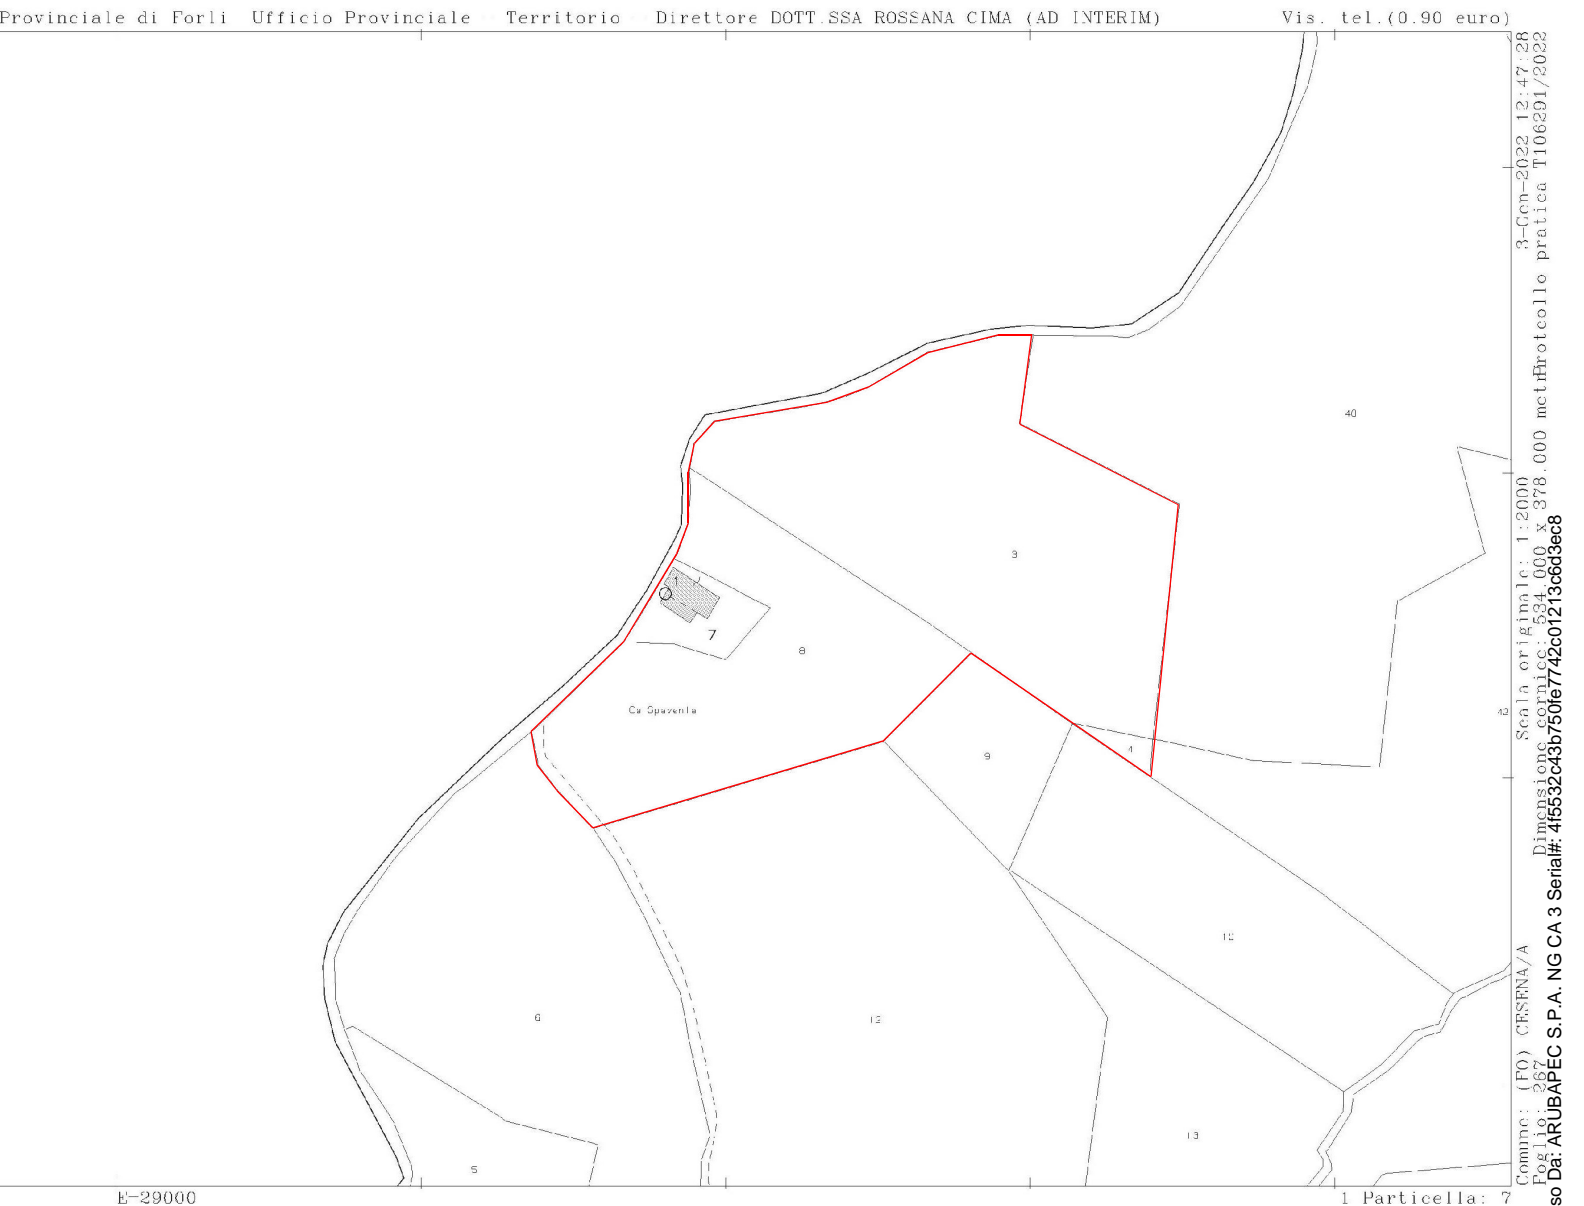 Provinciale di Forli Ufficio Provinciale - Territorio - Direttore DOTT.SSA ROSSANA CIMA (AD INTERIM) Vis. tel.(0.90 euro)
3-Gen-2022 12:47:28
Protocollo pratica T106291/2022
Scala originale: 1:2000
Dimensione cornice: 534.000 x 378.000 metri
Comune: (FO) CESENA/A
Foglio: 267
so Da: ARUBAPEC S.P.A. NG CA 3 Serial#: 4f5532c43b750fe7742c01213c6d3ec8
40
3
1
7
8
Ca Spaventa
42
9
4
6
12
13
5
E-29000
1 Particella: 7